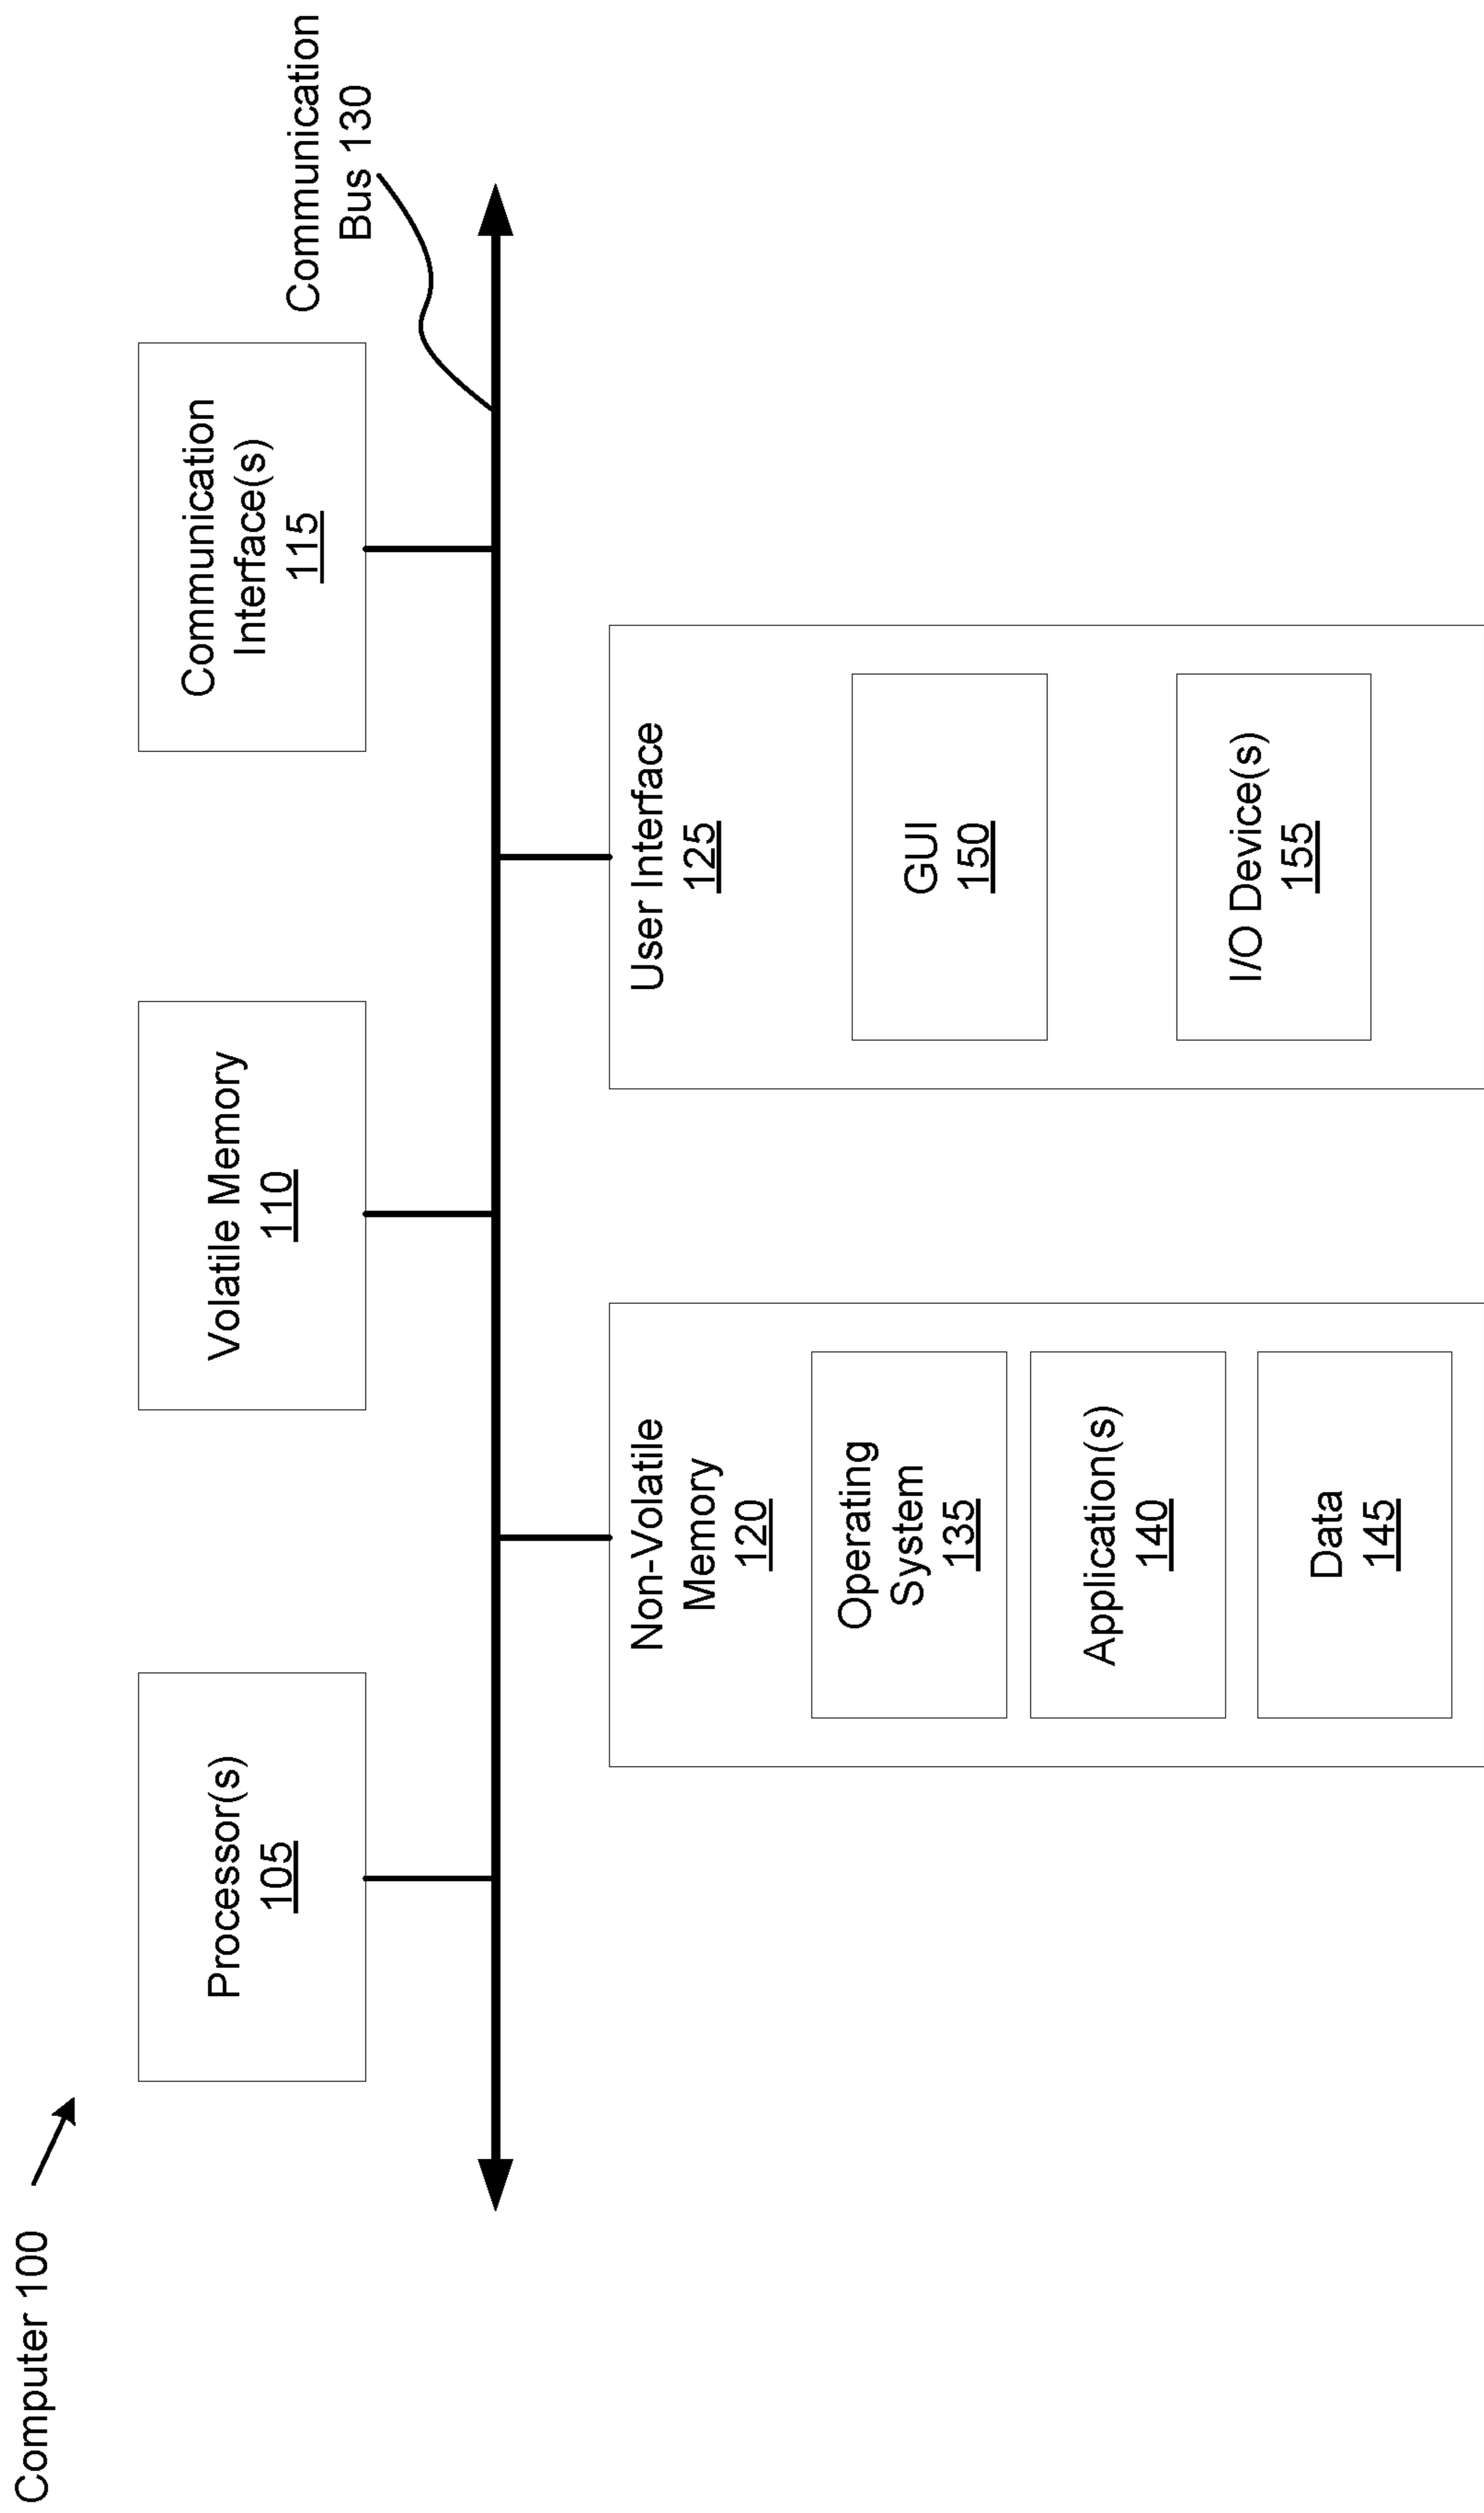 Computer 100
Processor(s)
105
Volatile Memory
110
Communication
Interface(s)
115
Communication
Bus 130
Non-Volatile
Memory
120
Operating
System
135
Application(s)
140
Data
145
User Interface
125
GUI
150
I/O Device(s)
155